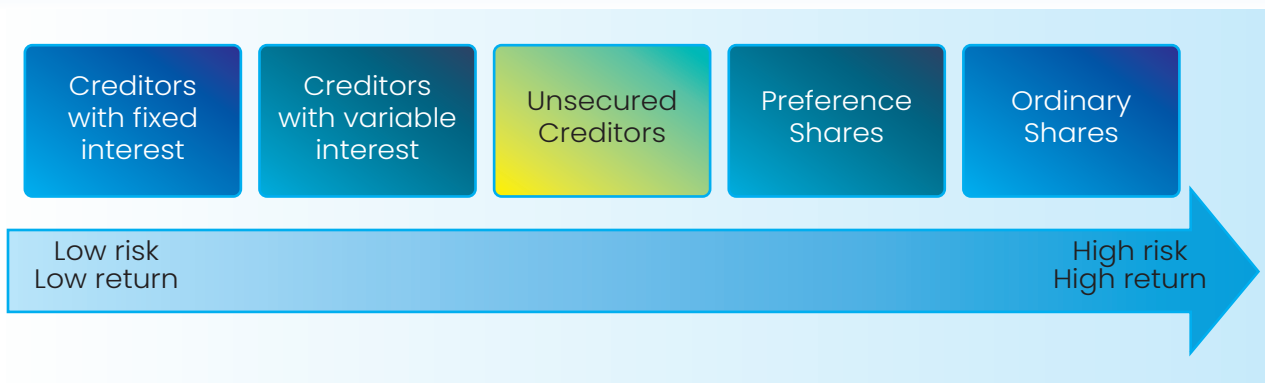 Creditors
with fixed
interest
Creditors
with variable
interest
Unsecured
Creditors
Preference
Shares
Ordinary
Shares
Low risk
Low return
High risk
High return